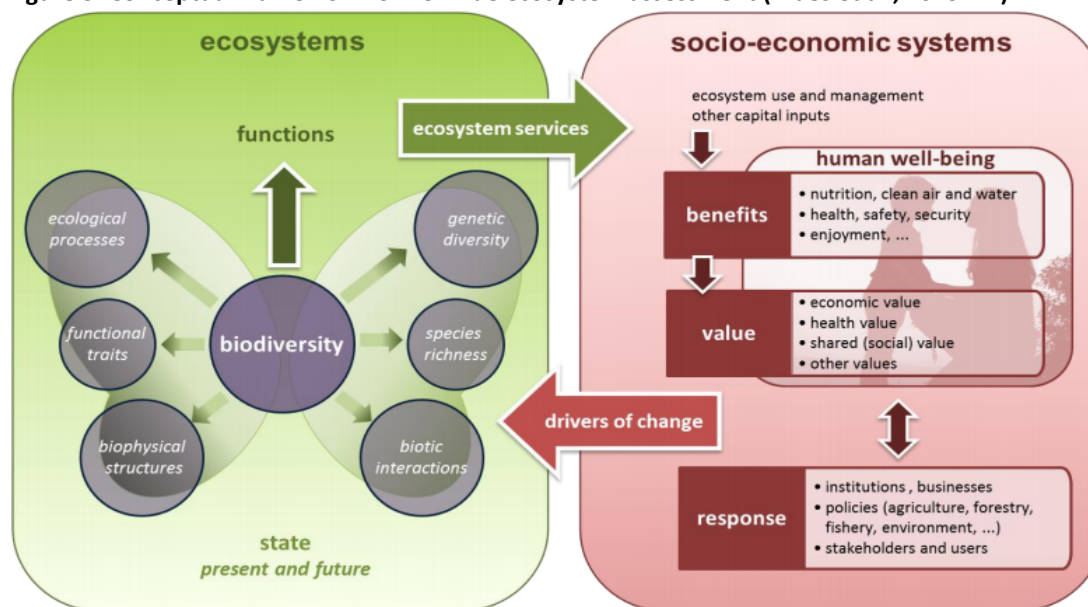 ecosystems
functions
ecological
processes
genetic
diversity
functional
traits
biodiversity
species
richness
biophysical
structures
biotic
interactions
state
present and future
ecosystem services
drivers of change
socio-economic systems
ecosystem use and management
other capital inputs
human well-being
benefits
• nutrition, clean air and water
• health, safety, security
• enjoyment, ...
value
• economic value
• health value
• shared (social) value
• other values
response
• institutions , businesses
• policies (agriculture, forestry,
fishery, environment, ...)
• stakeholders and users